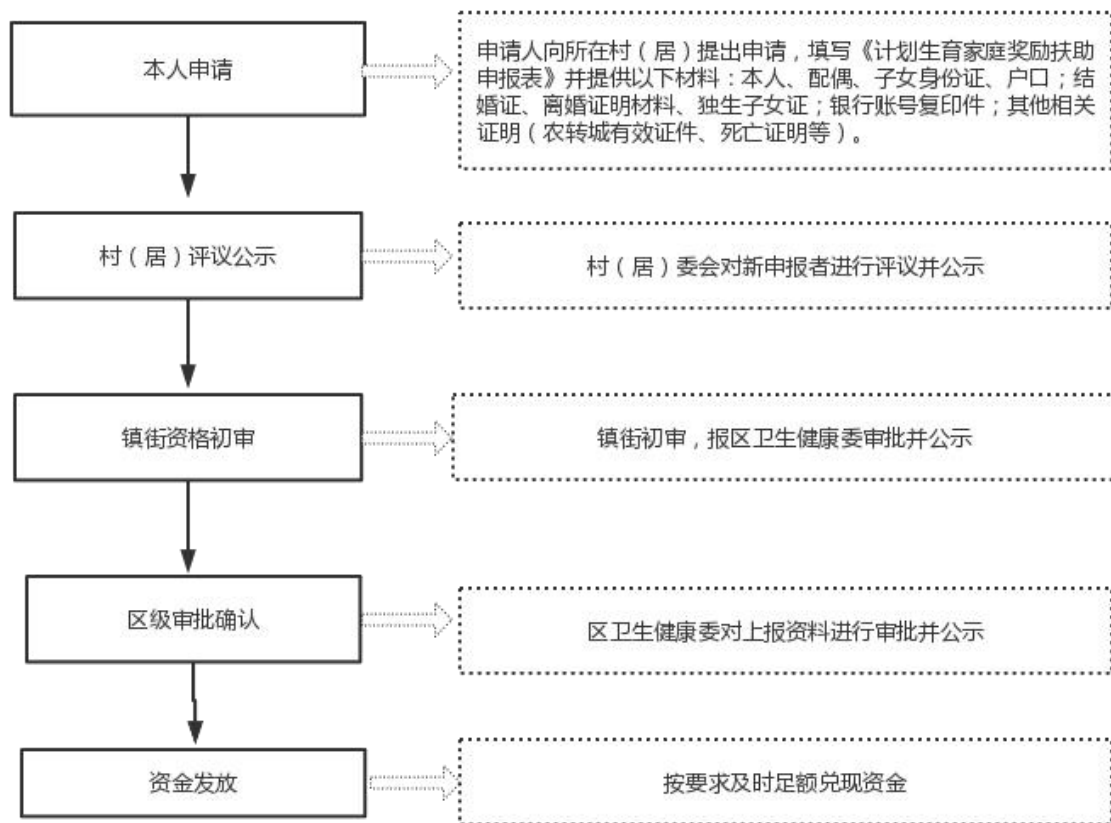 本人申请
申请人向所在村（居）提出申请，填写《计划生育家庭奖励扶助
申报表》并提供以下材料：本人、配偶、子女身份证、户口；结
婚证、离婚证明材料、独生子女证；银行账号复印件；其他相关
证明（农转城有效证件、死亡证明等）。
村（居）评议公示
村（居）委会对新申报者进行评议并公示
镇街资格初审
镇街初审，报区卫生健康委审批并公示
区级审批确认
区卫生健康委对上报资料进行审批并公示
资金发放
按要求及时足额兑现资金